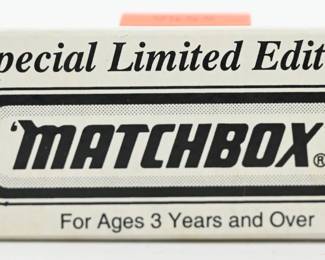 pecial Limited Edit
'MATCHBOX®
For Ages 3 Years and Over